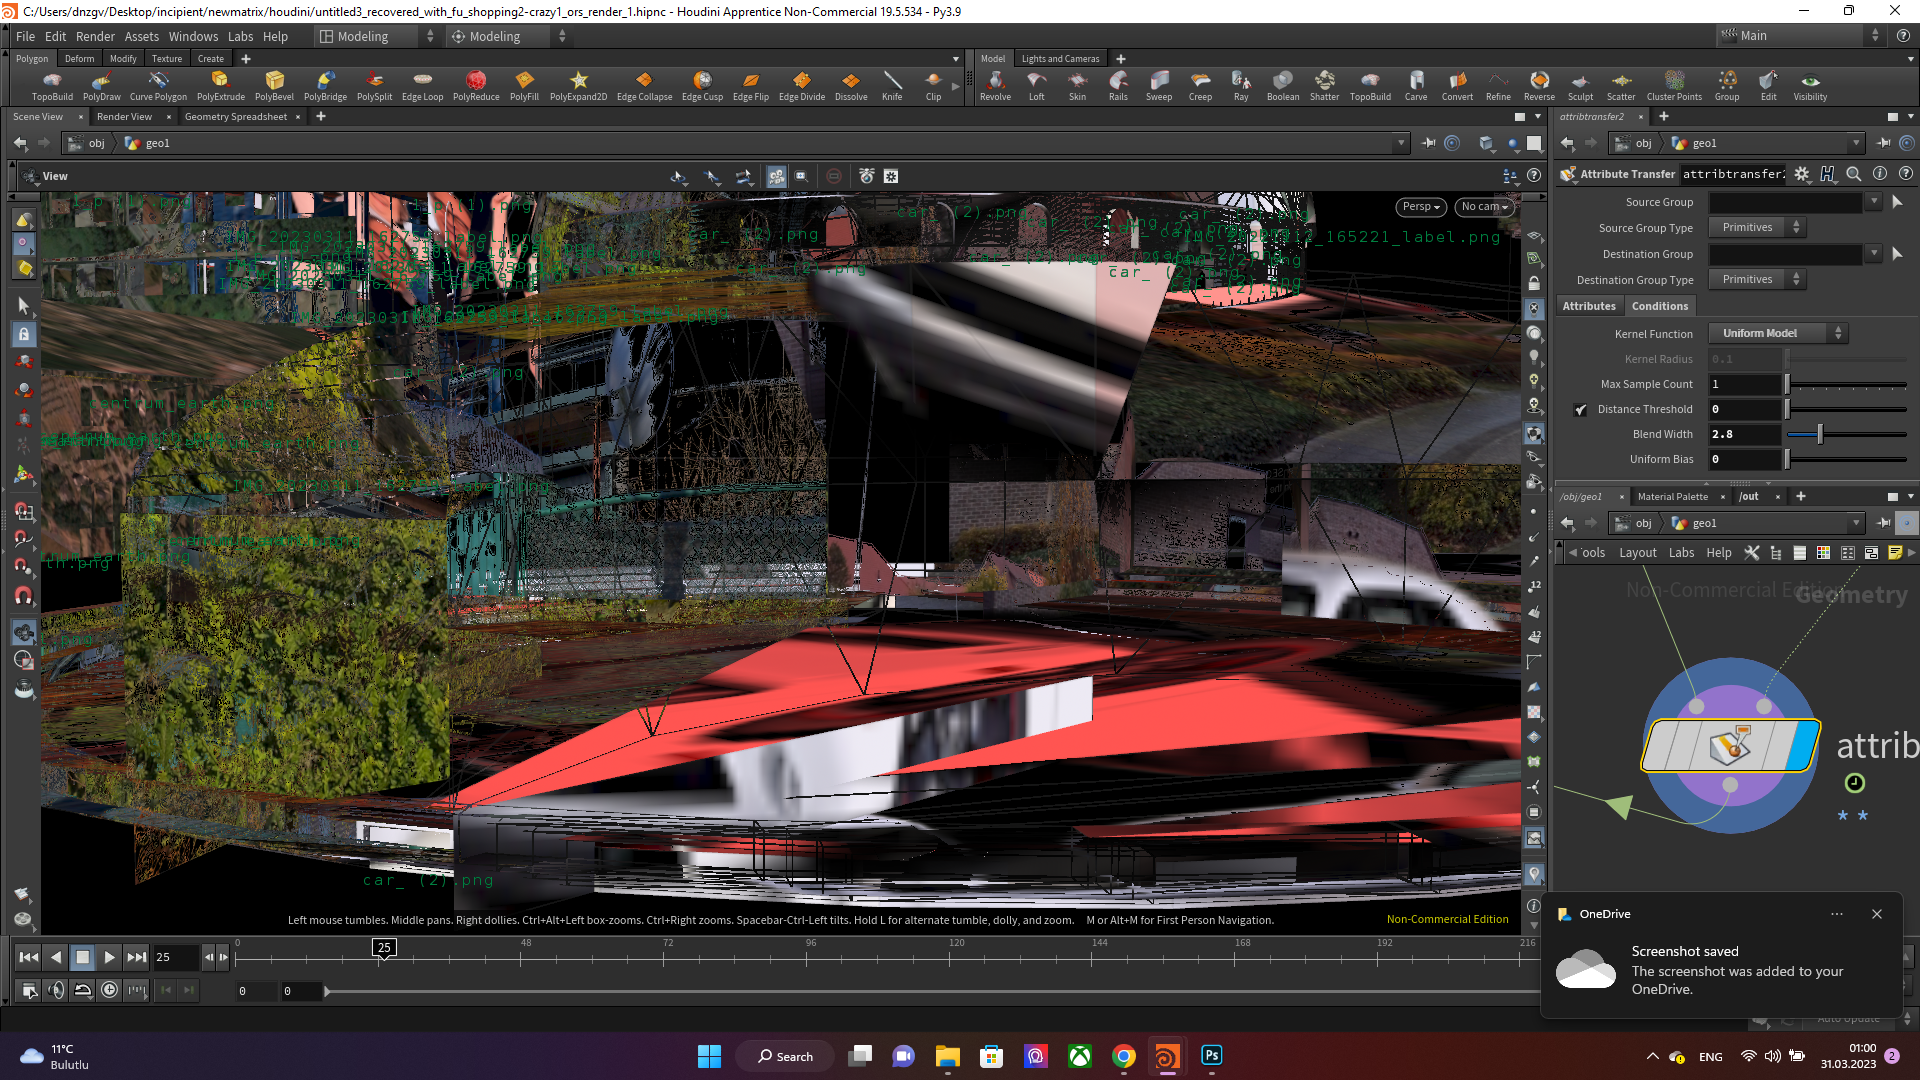 C:/Users/dnzgv/Desktop/incipient/newmatrix/houdini/untitled3_recovered_with_fu_shopping2-crazy1_ors_render_1.hipnc - Houdini Apprentice Non-Commercial 19.5.534 - Py3.9
File Edit Render Assets Windows Labs Help Modeling Modeling Main
Polygon Deform Modify Texture Create Model Lights and Cameras
TopoBuild PolyDraw Curve Polygon PolyExtrude PolyBevel PolyBridge PolySplit Edge Loop PolyReduce PolyFill PolyExpand2D Edge Collapse Edge Cusp Edge Flip Edge Divide Dissolve Knife Clip Revolve Loft Skin Rails Sweep Creep Ray Boolean Shatter TopoBuild Carve Convert Refine Reverse Sculpt Scatter Cluster Points Group Edit Visibility
Scene View Render View Geometry Spreadsheet attribtransfer2
obj geo1 obj geo1
View
Persp No cam
Attribute Transfer attribtransfer2
Source Group
Source Group Type Primitives
Destination Group
Destination Group Type Primitives
Attributes Conditions
Kernel Function Uniform Model
Kernel Radius 0.1
Max Sample Count 1
Distance Threshold 0
Blend Width 2.8
Uniform Bias 0
/obj/geo1 Material Palette /out
obj geo1
ools Layout Labs Help
Non-Commercial Edition
Geometry
attrib
car_ (2).png
car_ (2).png
car_ (2).png
car_ (2).png
Left mouse tumbles. Middle pans. Right dollies. Ctrl+Alt+Left box-zooms. Ctrl+Right zooms. Spacebar-Ctrl-Left tilts. Hold L for alternate tumble, dolly, and zoom. M or Alt+M for First Person Navigation.
Non-Commercial Edition
25 0 25 48 72 96 120 144 168 192 216
0 0
OneDrive
Screenshot saved
The screenshot was added to your
OneDrive.
Auto Update
11°C
Bulutlu
Search
Ps
ENG
01:00
31.03.2023
2